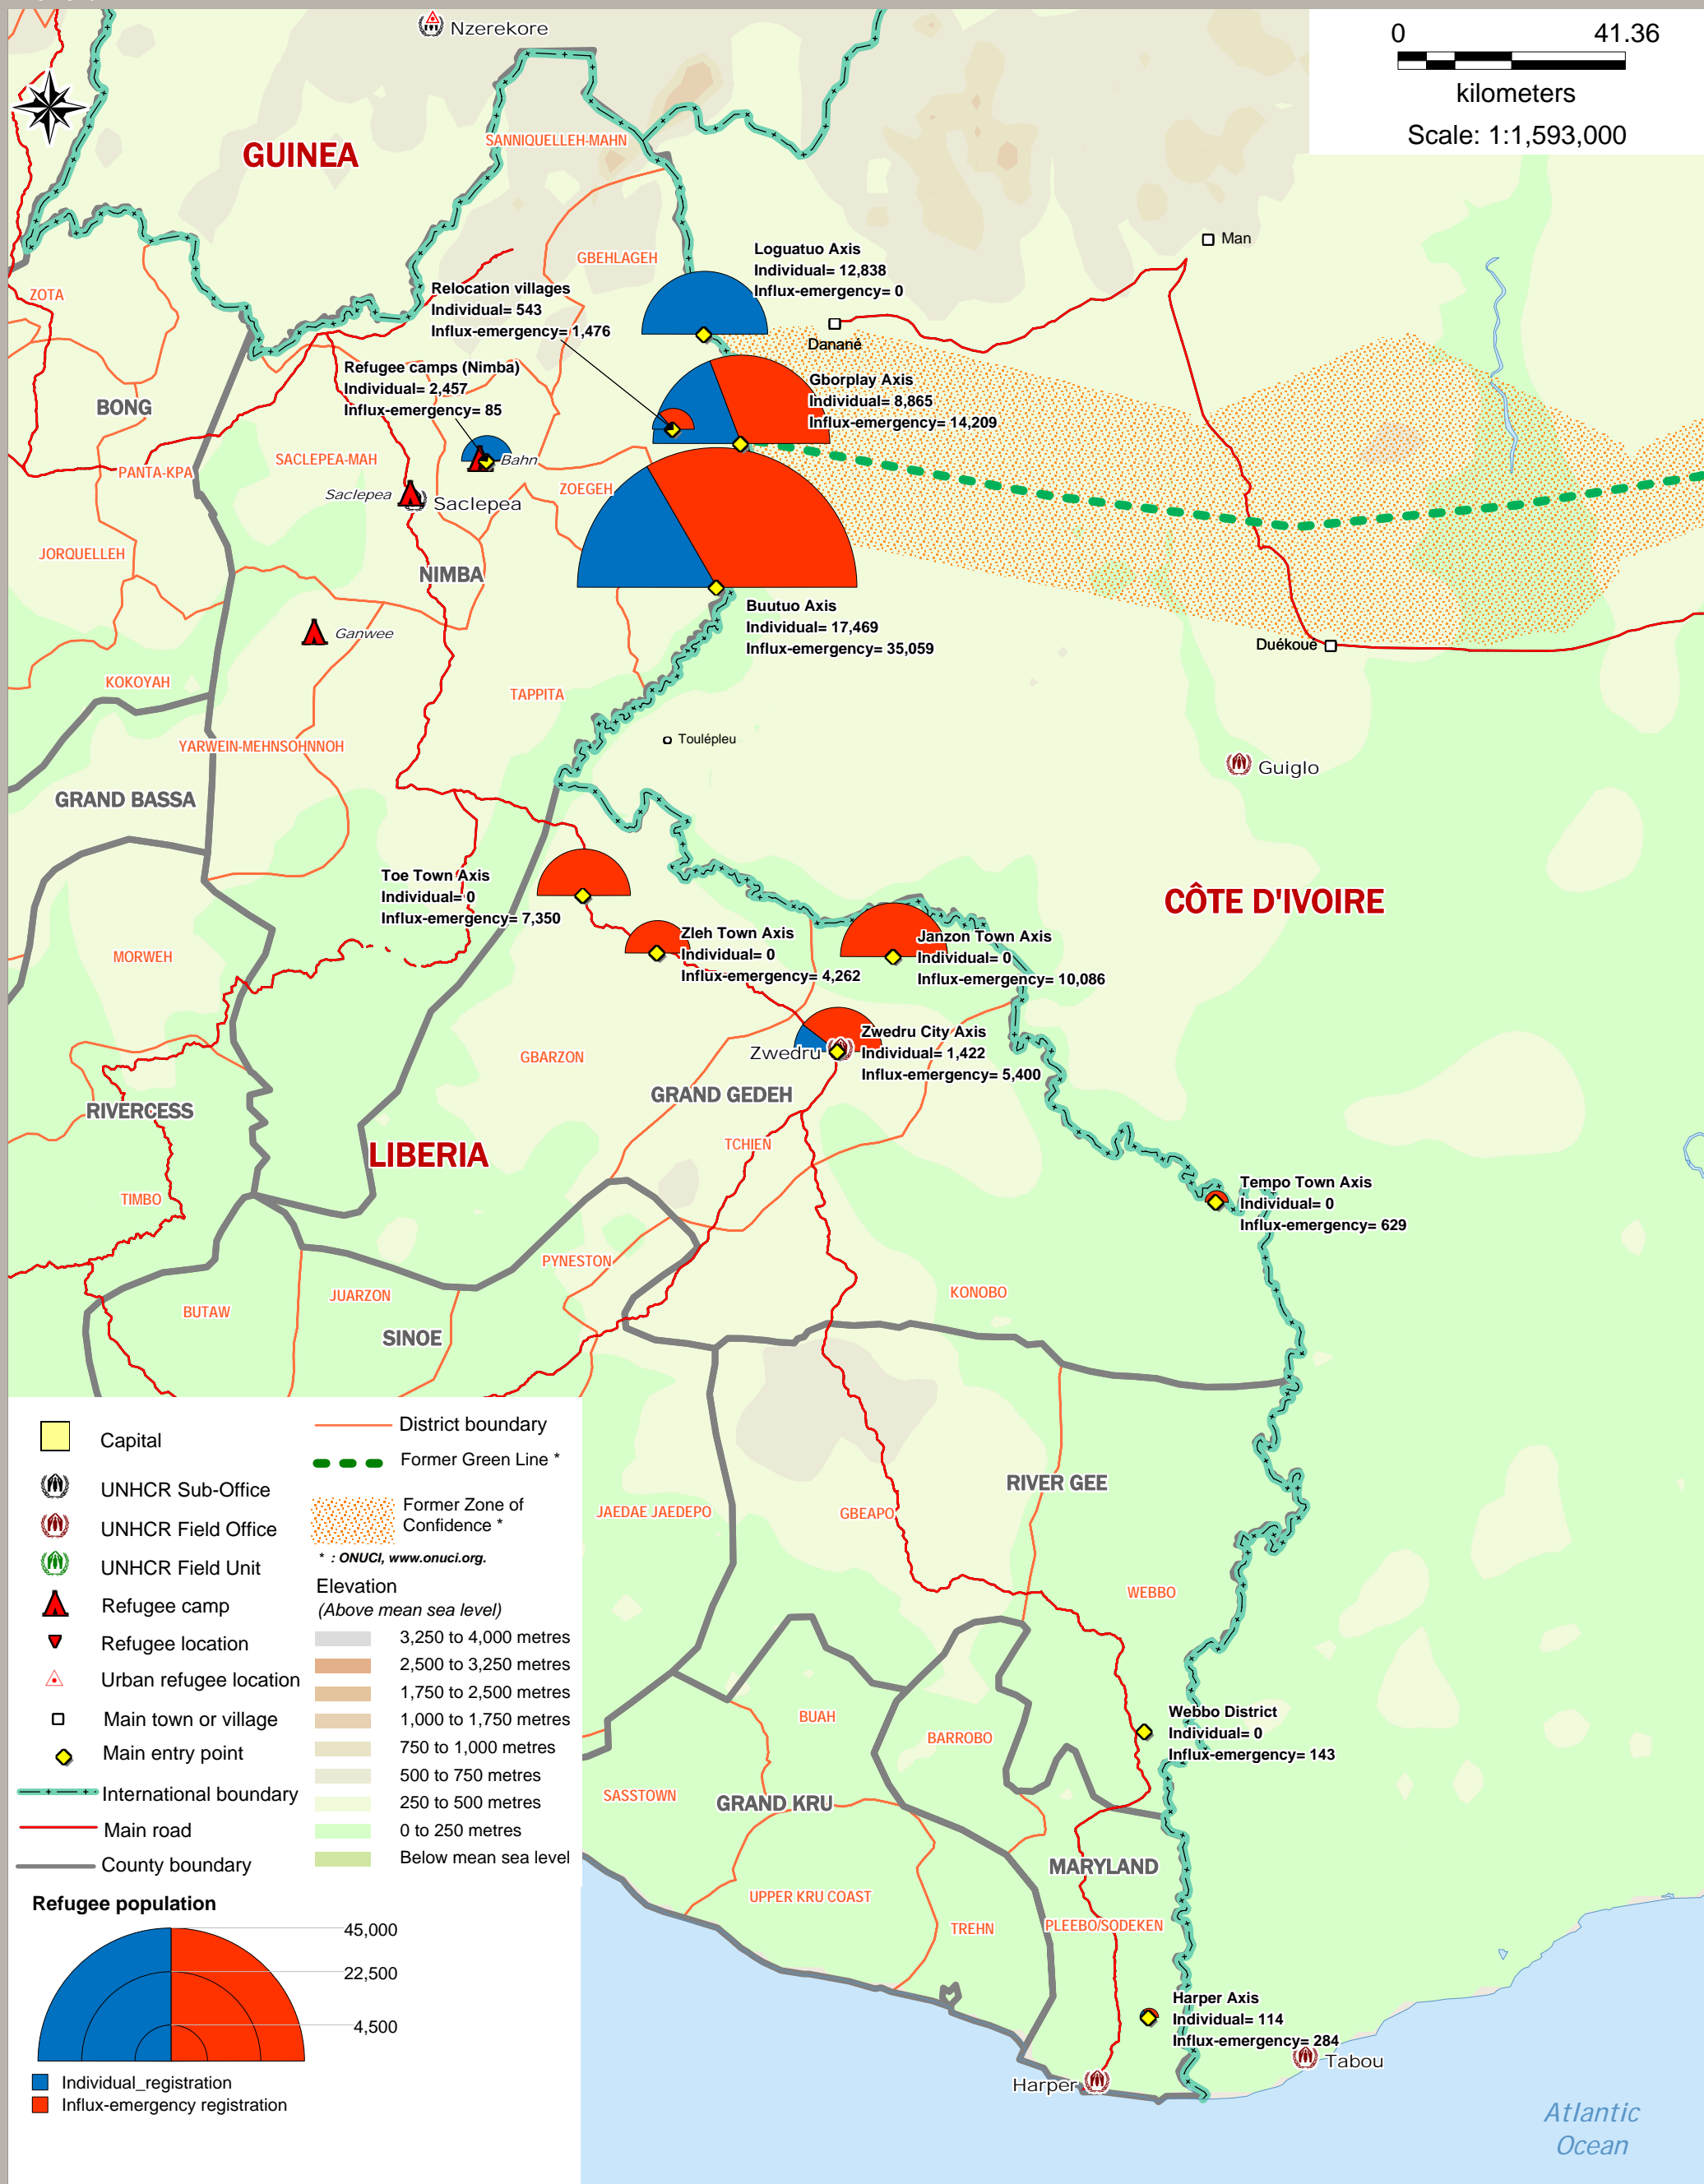 Nzerekore
0 41.36
kilometers
Scale: 1:1,593,000
GUINEA
SANNIQUELLEH-MAHN
Man
GBEHLAGEH
Loguatuo Axis
Individual= 12,838
Influx-emergency= 0
ZOTA
Relocation villages
Individual= 543
Influx-emergency= 1,476
Danané
Refugee camps (Nimba)
Individual= 2,457
Influx-emergency= 85
Gborplay Axis
Individual= 8,865
Influx-emergency= 14,209
BONG
PANTA-KPA
SACLEPEA-MAH
Bahn
Saclepea
Saclepea
ZOEGEH
JORQUELLEH
NIMBA
Buutuo Axis
Individual= 17,469
Influx-emergency= 35,059
Ganwee
Duékoué
KOKOYAH
TAPPITA
YARWEIN-MEHNSOHNNOH
Toulépleu
Guiglo
GRAND BASSA
Toe Town Axis
Individual= 0
Influx-emergency= 7,350
CÔTE D'IVOIRE
Zleh Town Axis
Individual= 0
Influx-emergency= 4,262
Janzon Town Axis
Individual= 0
Influx-emergency= 10,086
MORWEH
Zwedru
Zwedru City Axis
Individual= 1,422
Influx-emergency= 5,400
GBARZON
GRAND GEDEH
RIVERCESS
LIBERIA
TCHIEN
TIMBO
Tempo Town Axis
Individual= 0
Influx-emergency= 629
PYNESTON
JUARZON
KONOBO
BUTAW
SINOE
RIVER GEE
JAEDAE JAEDEPO
GBEAPO
WEBBO
Webbo District
Individual= 0
Influx-emergency= 143
BUAH
BARROBO
SASSTOWN
GRAND KRU
MARYLAND
UPPER KRU COAST
TREHN
PLEEBO/SODEKEN
Harper Axis
Individual= 114
Influx-emergency= 284
Tabou
Harper
Atlantic
Ocean
Capital
UNHCR Sub-Office
UNHCR Field Office
UNHCR Field Unit
Refugee camp
Refugee location
Urban refugee location
Main town or village
Main entry point
International boundary
Main road
County boundary
District boundary
Former Green Line *
Former Zone of
Confidence *
* : ONUCI, www.onuci.org.
Elevation
(Above mean sea level)
3,250 to 4,000 metres
2,500 to 3,250 metres
1,750 to 2,500 metres
1,000 to 1,750 metres
750 to 1,000 metres
500 to 750 metres
250 to 500 metres
0 to 250 metres
Below mean sea level
Refugee population
45,000
22,500
4,500
Individual_registration
Influx-emergency registration